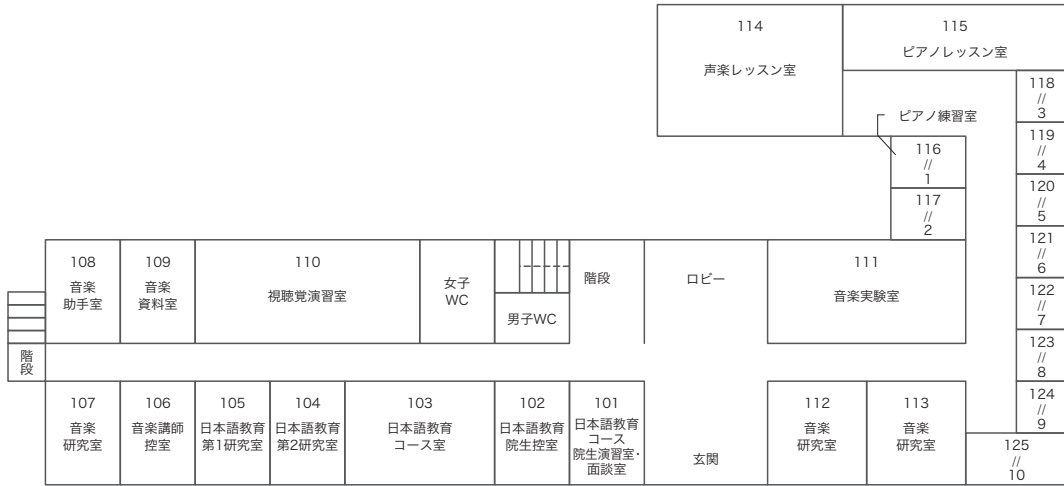 114
声楽レッスン室
115
ピアノレッスン室
118
//
3
ピアノ練習室
119
//
4
116
//
1
120
//
5
117
//
2
121
//
6
108
音楽
助手室
109
音楽
資料室
110
視聴覚演習室
女子
WC
男子WC
階段
ロビー
111
音楽実験室
122
//
7
123
//
8
階
段
124
//
9
107
音楽
研究室
106
音楽講師
控室
105
日本語教育
第1研究室
104
日本語教育
第2研究室
103
日本語教育
コース室
102
日本語教育
院生控室
101
日本語教育
コース
院生演習室・
面談室
玄関
112
音楽
研究室
113
音楽
研究室
125
//
10